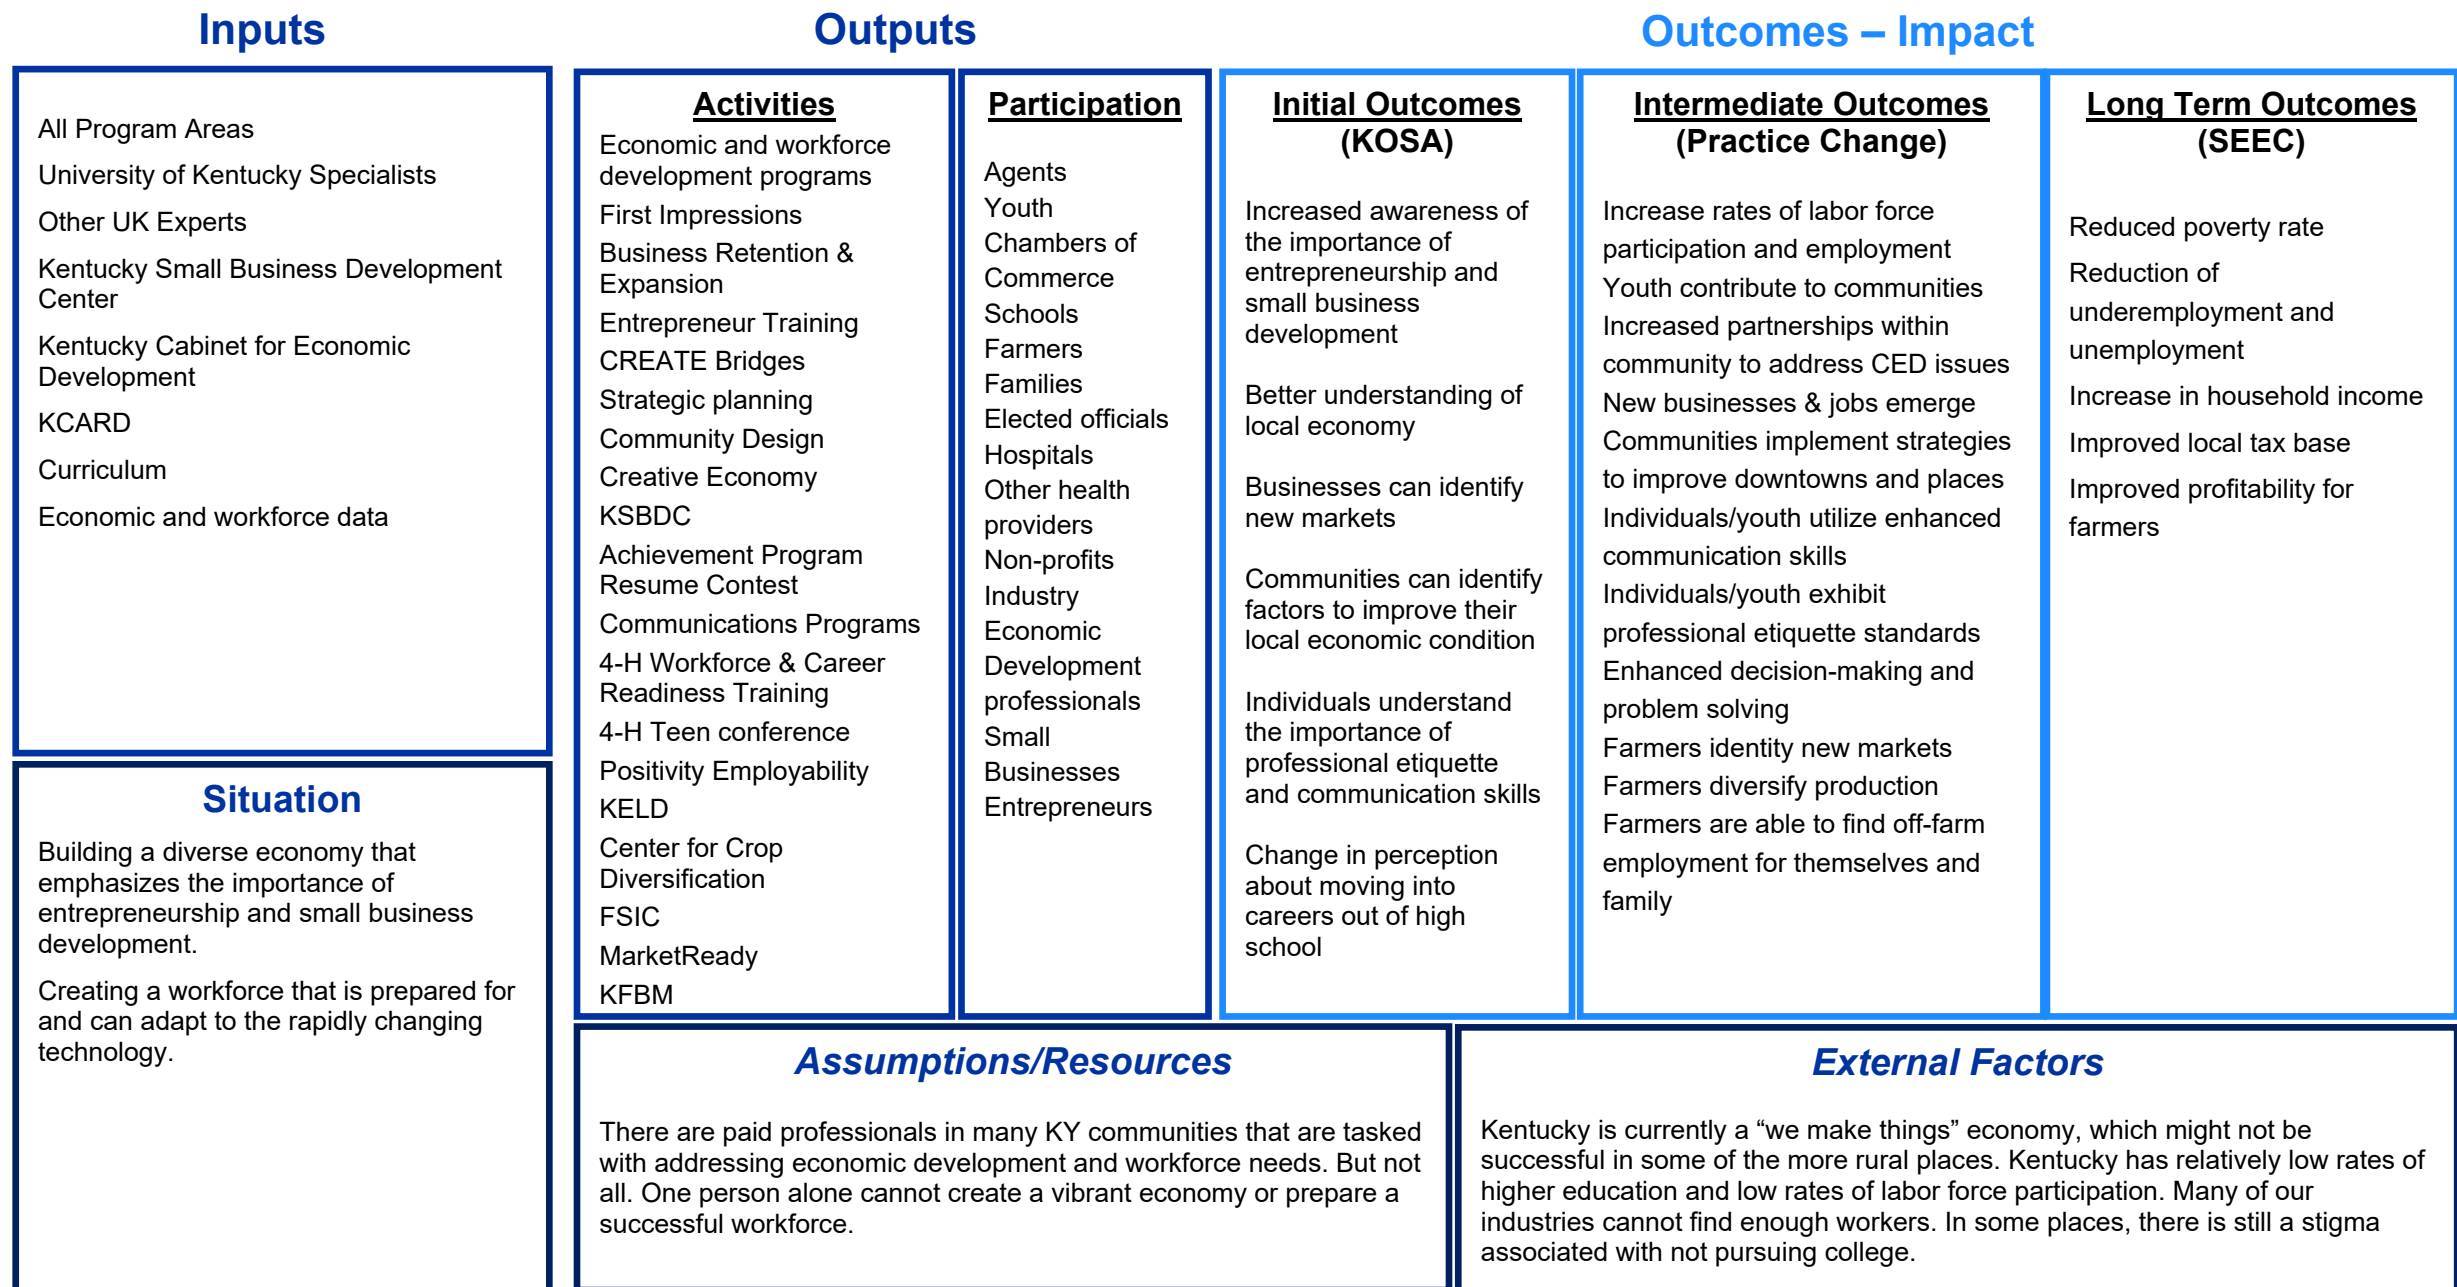 Inputs
All Program Areas
University of Kentucky Specialists
Other UK Experts
Kentucky Small Business Development
Center
Kentucky Cabinet for Economic
Development
KCARD
Curriculum
Economic and workforce data
Situation
Building a diverse economy that
emphasizes the importance of
entrepreneurship and small business
development.
Creating a workforce that is prepared for
and can adapt to the rapidly changing
technology.
Outputs
Activities
Economic and workforce
development programs
First Impressions
Business Retention &
Expansion
Entrepreneur Training
CREATE Bridges
Strategic planning
Community Design
Creative Economy
KSBDC
Achievement Program
Resume Contest
Communications Programs
4-H Workforce & Career
Readiness Training
4-H Teen conference
Positivity Employability
KELD
Center for Crop
Diversification
FSIC
MarketReady
KFBM
Participation
Agents
Youth
Chambers of
Commerce
Schools
Farmers
Families
Elected officials
Hospitals
Other health
providers
Non-profits
Industry
Economic
Development
professionals
Small
Businesses
Entrepreneurs
Outcomes – Impact
Initial Outcomes
(KOSA)
Increased awareness of
the importance of
entrepreneurship and
small business
development
Better understanding of
local economy
Businesses can identify
new markets
Communities can identify
factors to improve their
local economic condition
Individuals understand
the importance of
professional etiquette
and communication skills
Change in perception
about moving into
careers out of high
school
Intermediate Outcomes
(Practice Change)
Increase rates of labor force
participation and employment
Youth contribute to communities
Increased partnerships within
community to address CED issues
New businesses & jobs emerge
Communities implement strategies
to improve downtowns and places
Individuals/youth utilize enhanced
communication skills
Individuals/youth exhibit
professional etiquette standards
Enhanced decision-making and
problem solving
Farmers identity new markets
Farmers diversify production
Farmers are able to find off-farm
employment for themselves and
family
Long Term Outcomes
(SEEC)
Reduced poverty rate
Reduction of
underemployment and
unemployment
Increase in household income
Improved local tax base
Improved profitability for
farmers
Assumptions/Resources
There are paid professionals in many KY communities that are tasked
with addressing economic development and workforce needs. But not
all. One person alone cannot create a vibrant economy or prepare a
successful workforce.
External Factors
Kentucky is currently a “we make things” economy, which might not be
successful in some of the more rural places. Kentucky has relatively low rates of
higher education and low rates of labor force participation. Many of our
industries cannot find enough workers. In some places, there is still a stigma
associated with not pursuing college.